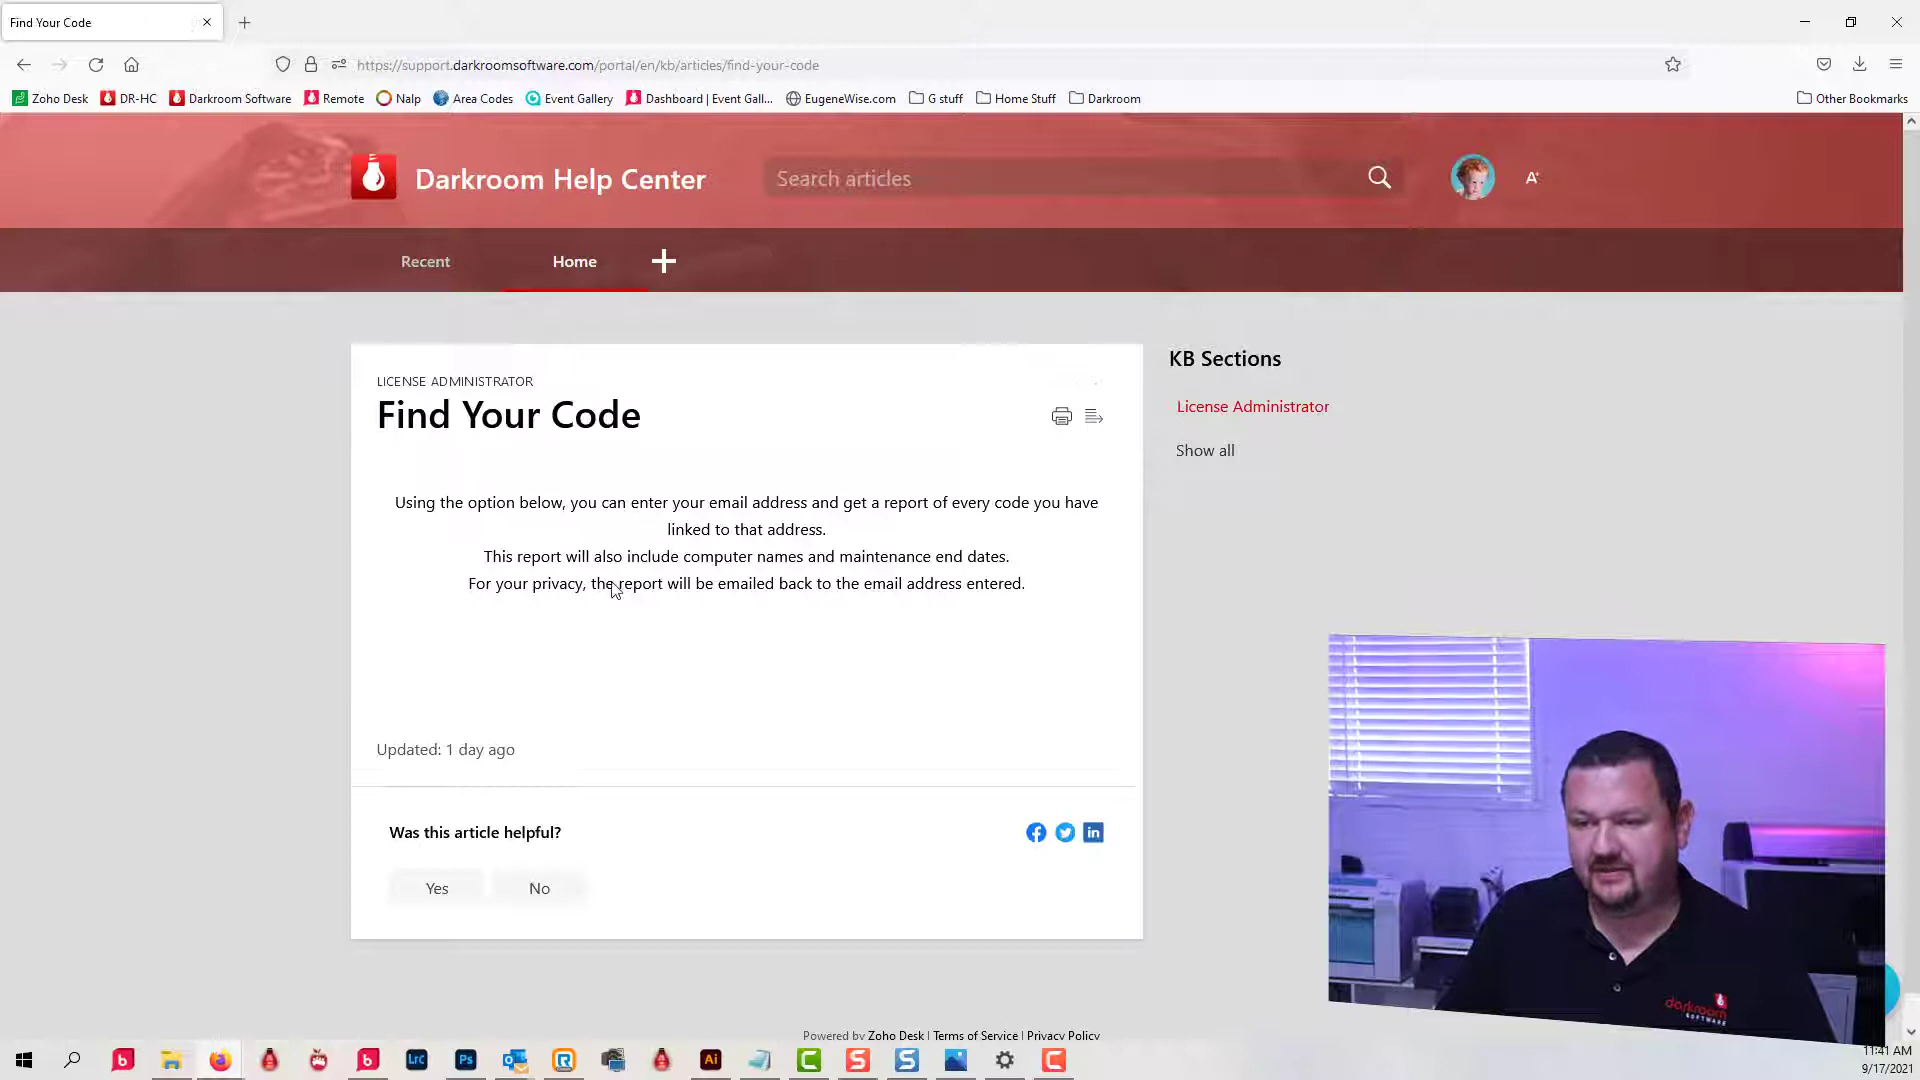 Find Your Code
https://support.darkroomsoftware.com/portal/en/kb/articles/find-your-code
Zoho Desk
DR-HC
Darkroom Software
Remote
Nalp
Area Codes
Event Gallery
Dashboard | Event Gall...
EugeneWise.com
G stuff
Home Stuff
Darkroom
Other Bookmarks
Darkroom Help Center
Search articles
A+
Recent
Home
LICENSE ADMINISTRATOR
Find Your Code
Using the option below, you can enter your email address and get a report of every code you have
linked to that address.
This report will also include computer names and maintenance end dates.
For your privacy, the report will be emailed back to the email address entered.
Updated: 1 day ago
Was this article helpful?
Yes
No
KB Sections
License Administrator
Show all
darkroom
SOFTWARE
Powered by Zoho Desk | Terms of Service | Privacy Policy
b
b
Lrc
Ps
Ai
C
S
S
C
11:41 AM
9/17/2021